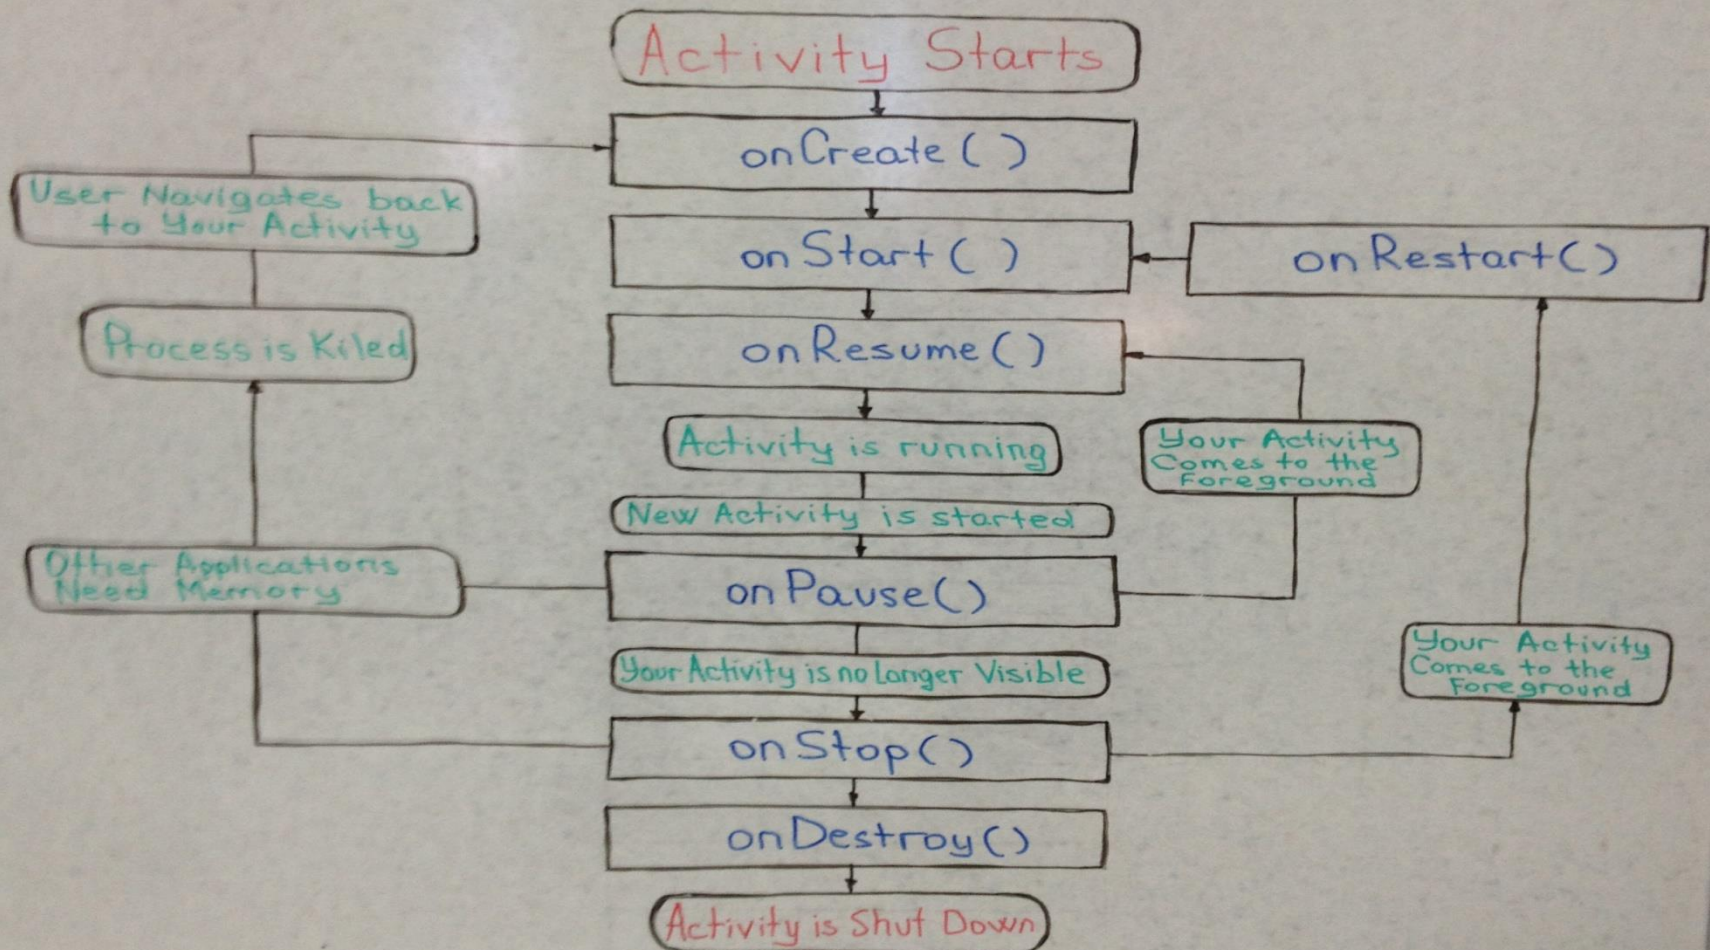 Activity Starts
onCreate ( )
User Navigates back
to Your Activity
onStart ( )
onRestart()
Process is Kiled
onResume ( )
Activity is running
Your Activity
Comes to the
Foreground
New Activity is started
Other Applications
Need Memory
onPause()
Your Activity is no Longer Visible
Your Activity
Comes to the
Foreground
onStop()
onDestroy()
Activity is Shut Down